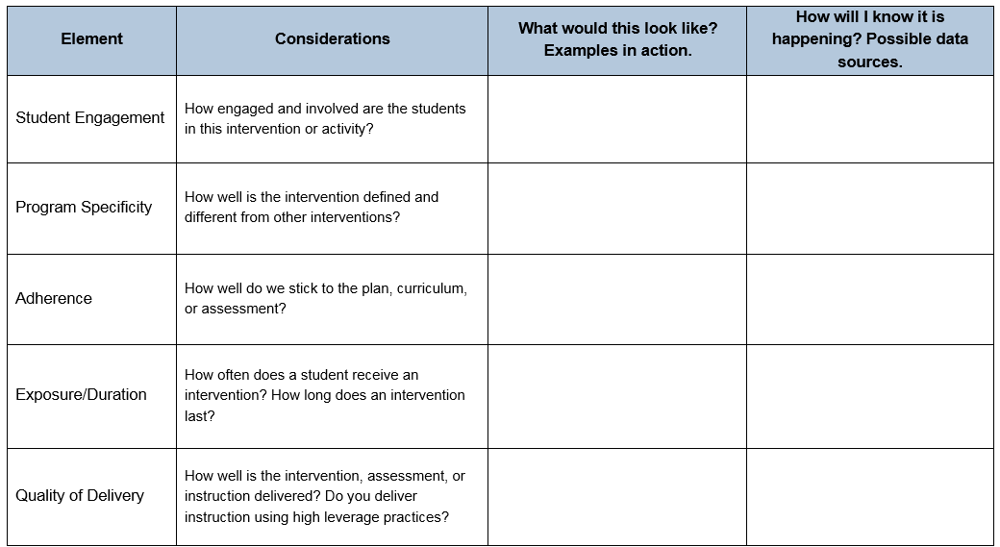 Element
Considerations
What would this look like?
Examples in action.
How will I know it is
happening? Possible data
sources.
Student Engagement
How engaged and involved are the students
in this intervention or activity?
Program Specificity
How well is the intervention defined and
different from other interventions?
Adherence
How well do we stick to the plan, curriculum,
or assessment?
Exposure/Duration
How often does a student receive an
intervention? How long does an intervention
last?
Quality of Delivery
How well is the intervention, assessment, or
instruction delivered? Do you deliver
instruction using high leverage practices?